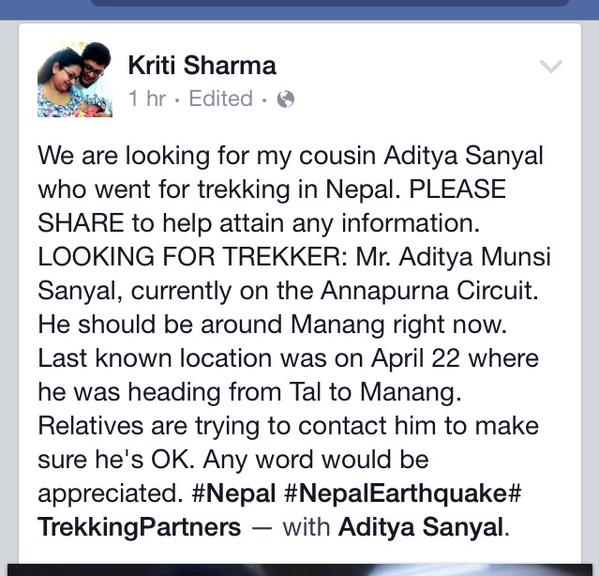 Kriti Sharma
1 hr · Edited ·
We are looking for my cousin Aditya Sanyal
who went for trekking in Nepal. PLEASE
SHARE to help attain any information.
LOOKING FOR TREKKER: Mr. Aditya Munsi
Sanyal, currently on the Annapurna Circuit.
He should be around Manang right now.
Last known location was on April 22 where
he was heading from Tal to Manang.
Relatives are trying to contact him to make
sure he's OK. Any word would be
appreciated. #Nepal #NepalEarthquake#
TrekkingPartners — with Aditya Sanyal.